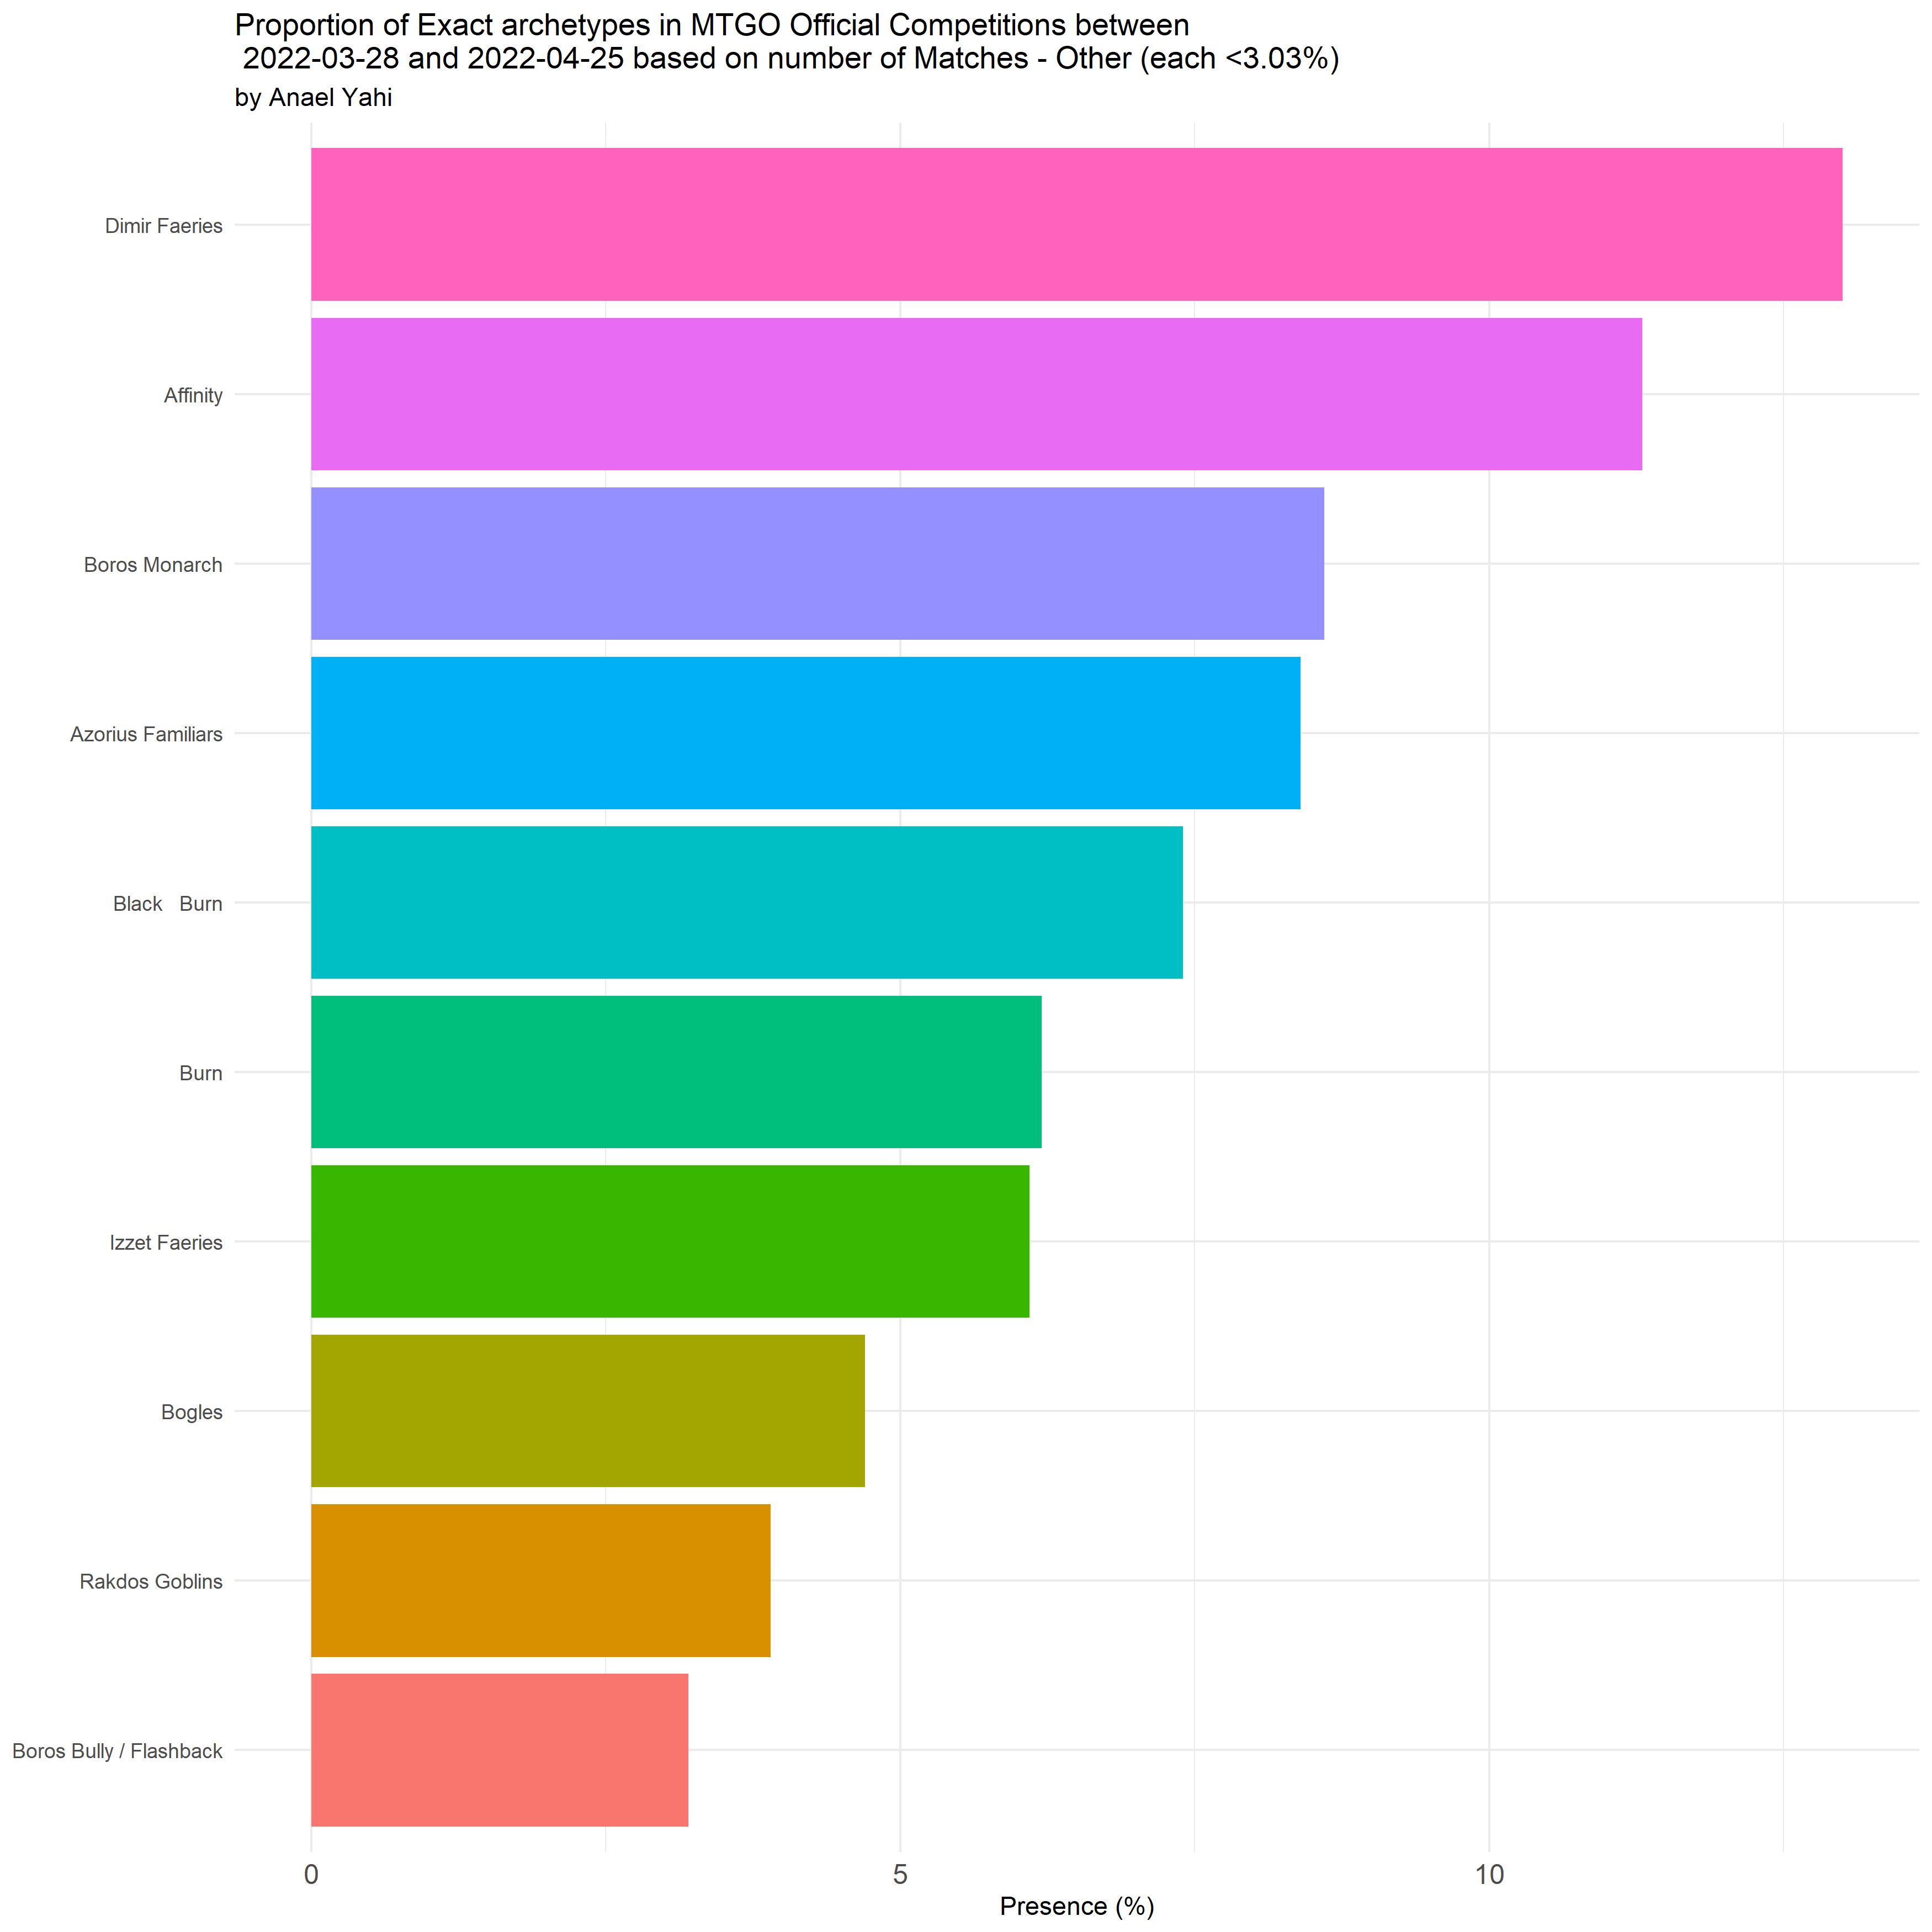 Proportion of Exact archetypes in MTGO Official Competitions between
2022-03-28 and 2022-04-25 based on number of Matches - Other (each <3.03%)
by Anael Yahi
Dimir Faeries
Affinity
Boros Monarch
Azorius Familiars
Black   Burn
Burn
Izzet Faeries
Bogles
Rakdos Goblins
Boros Bully / Flashback
0 5 10
Presence (%)